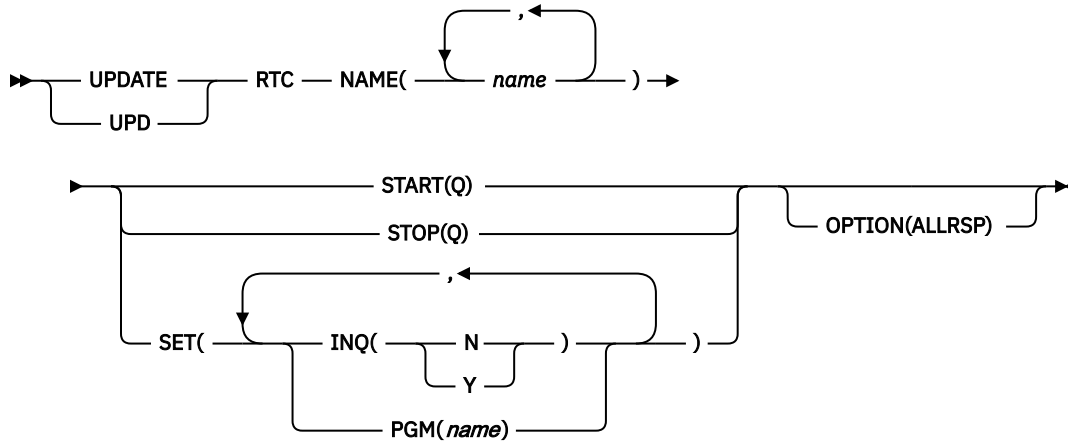 ,
UPDATE RTC NAME( name )
UPD
START(Q)
STOP(Q)
OPTION(ALLRSP)
,
SET( INQ( N ) )
Y
PGM(name)